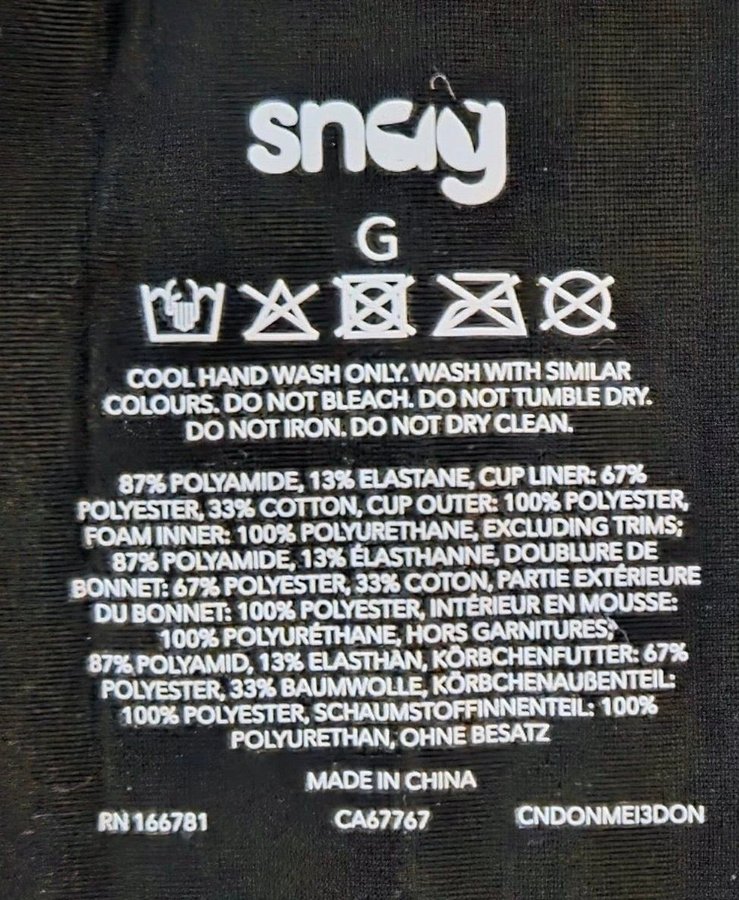 snag
G
COOL HAND WASH ONLY. WASH WITH SIMILAR
COLOURS. DO NOT BLEACH. DO NOT TUMBLE DRY.
DO NOT IRON. DO NOT DRY CLEAN.
87% POLYAMIDE, 13% ELASTANE, CUP LINER: 67%
POLYESTER, 33% COTTON, CUP OUTER: 100% POLYESTER,
FOAM INNER: 100% POLYURETHANE, EXCLUDING TRIMS;
87% POLYAMIDE, 13% ÉLASTHANNE, DOUBLURE DE
BONNET: 67% POLYESTER, 33% COTON, PARTIE EXTÉRIEURE
DU BONNET: 100% POLYESTER, INTÉRIEUR EN MOUSSE:
100% POLYURÉTHANE, HORS GARNITURES;
87% POLYAMID, 13% ELASTHAN, KÖRBCHENFUTTER: 67%
POLYESTER, 33% BAUMWOLLE, KÖRBCHENAUßENTEIL:
100% POLYESTER, SCHAUMSTOFFINNENTEIL: 100%
POLYURETHAN, OHNE BESATZ
MADE IN CHINA
RN 166781 CA67767 CNDONMEI3DON